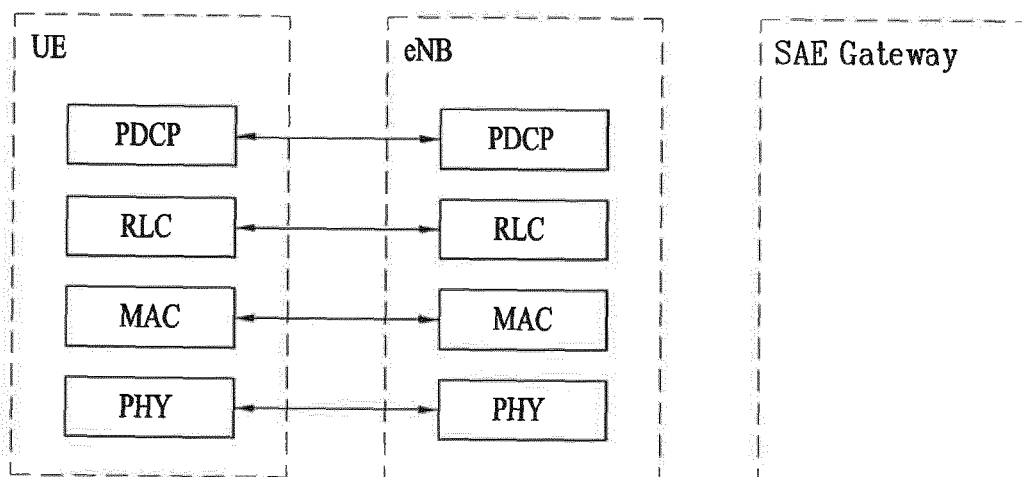 UE
eNB
SAE Gateway
PDCP
PDCP
RLC
RLC
MAC
MAC
PHY
PHY